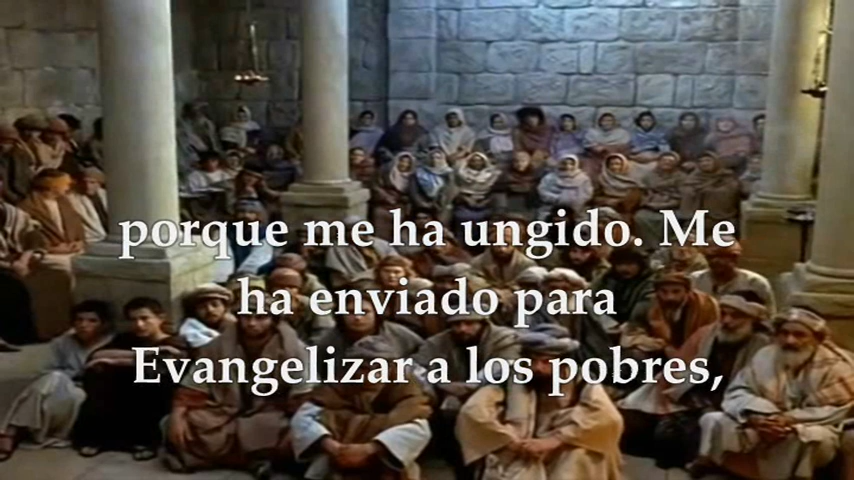 porque me ha ungido. Me
ha enviado para
Evangelizar a los pobres,